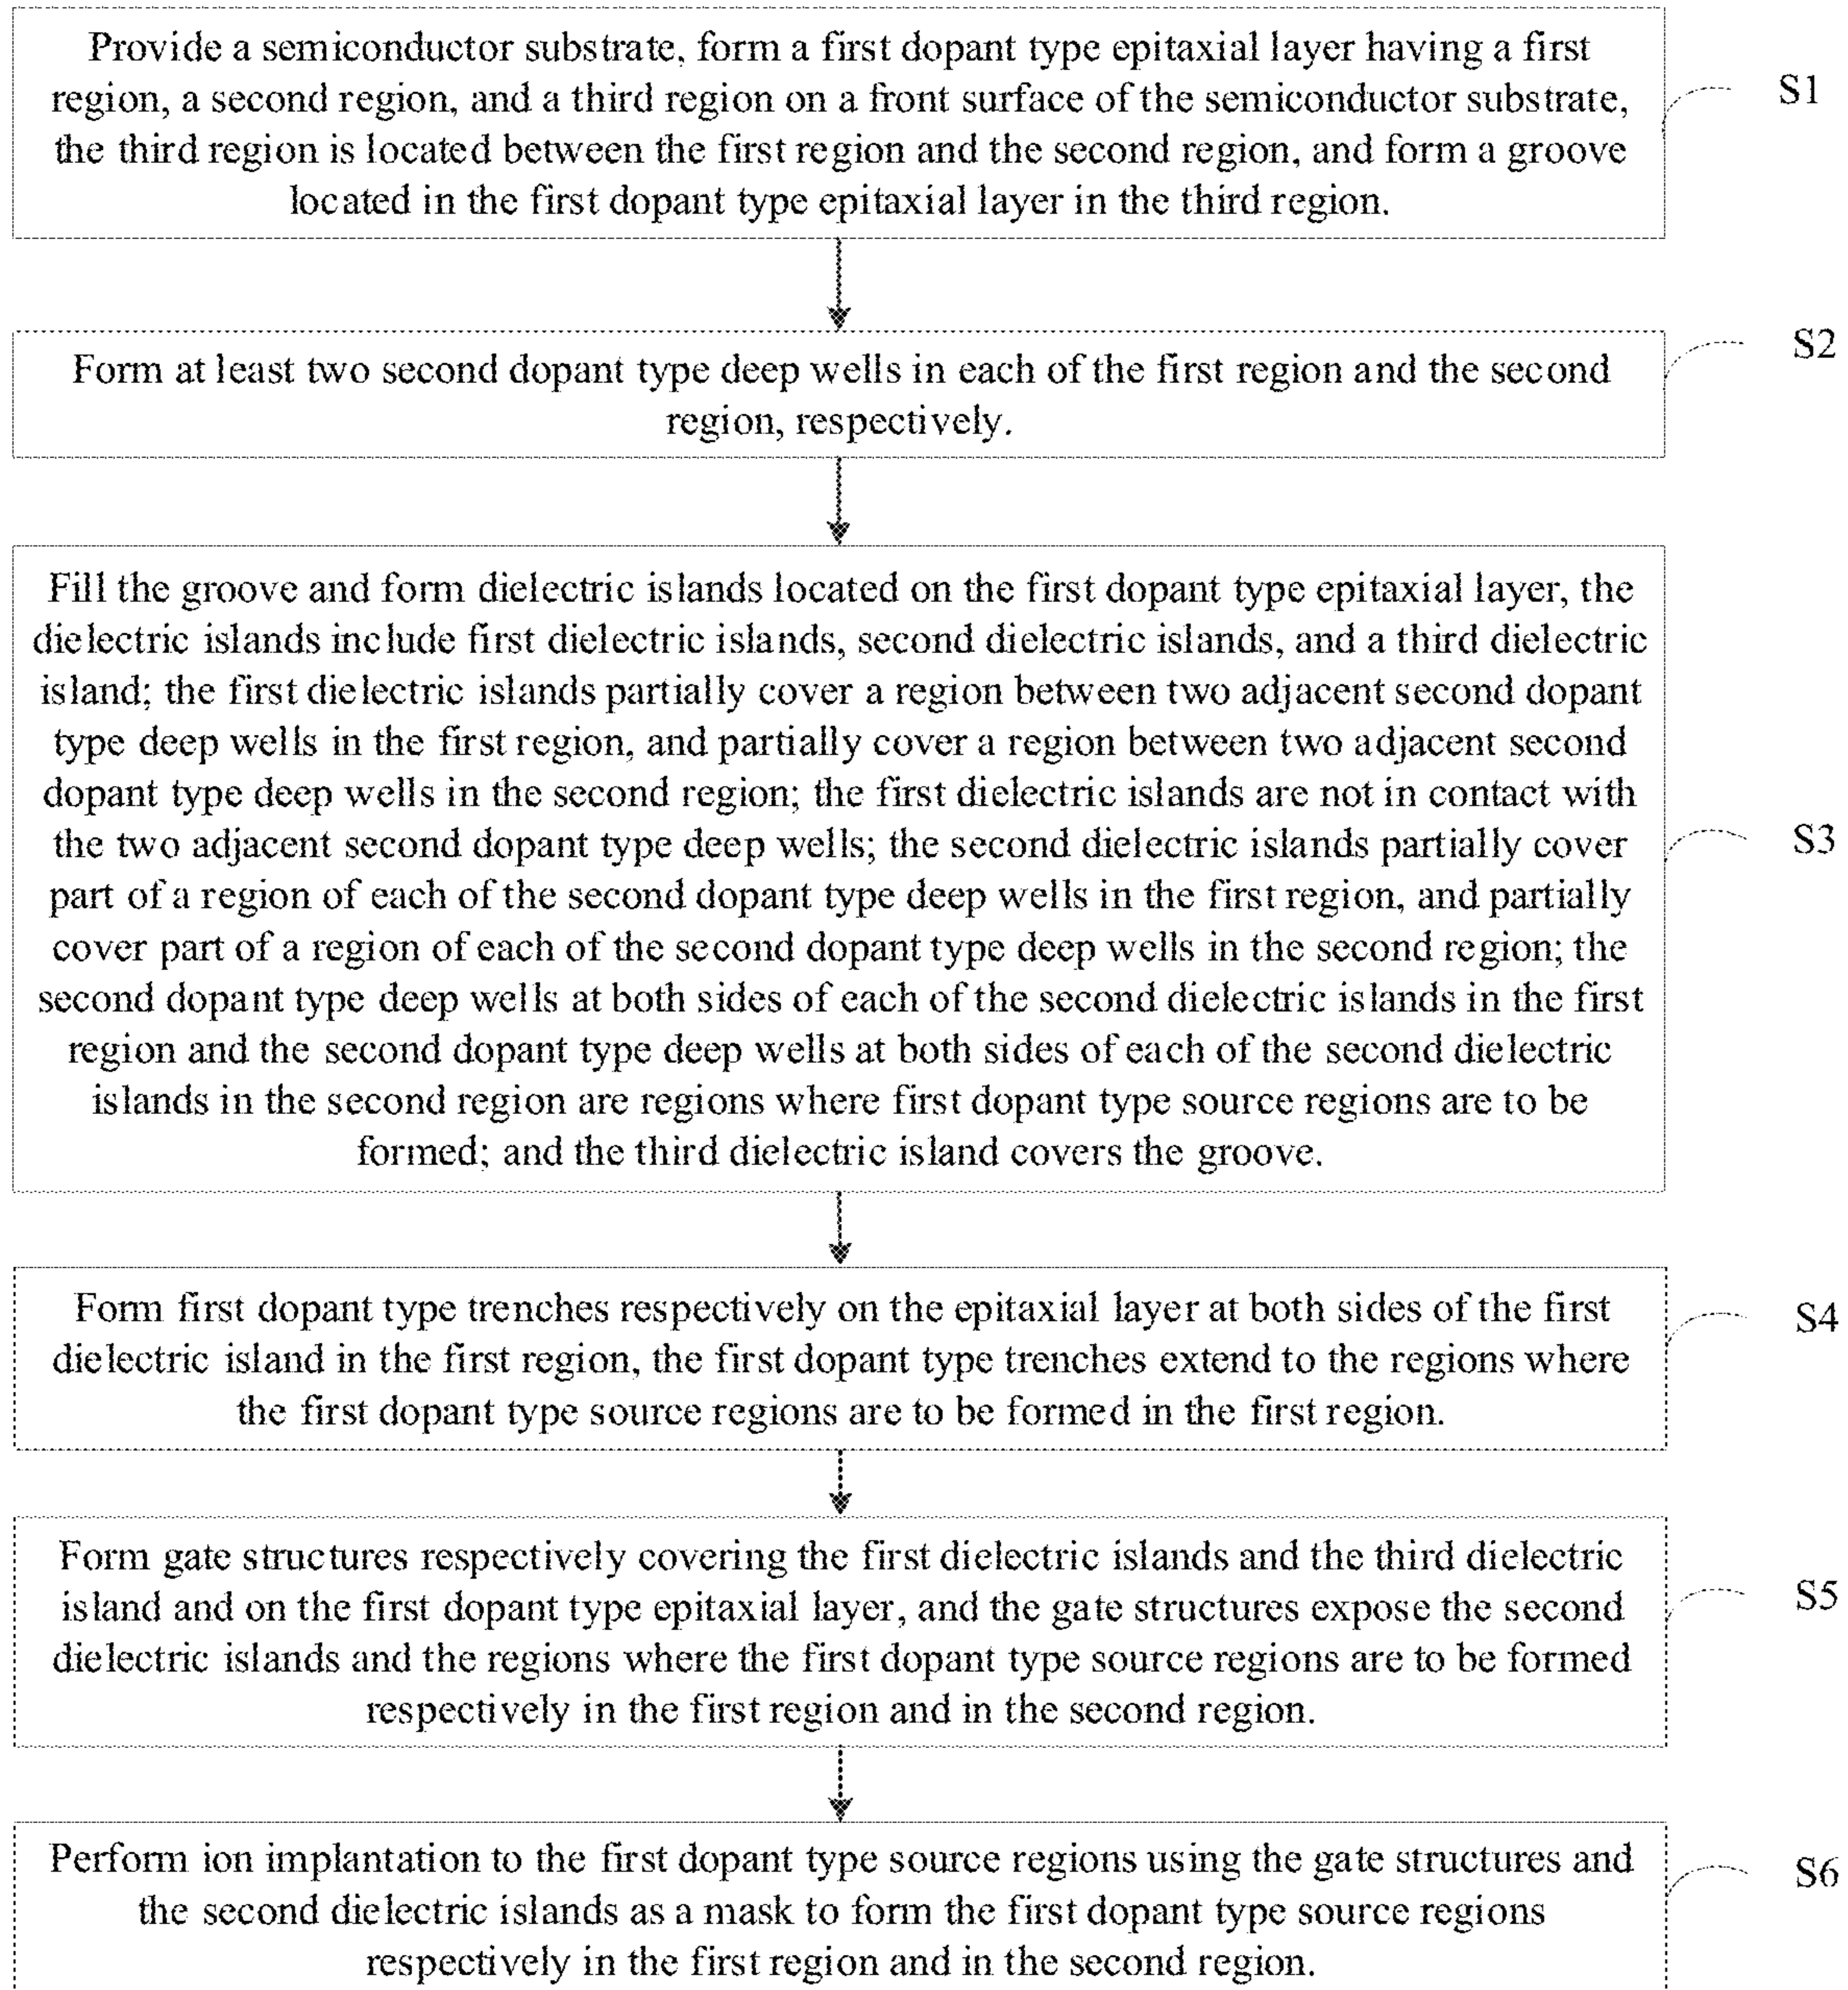 Provide a semiconductor substrate, form a first dopant type epitaxial layer having a first
region, a second region, and a third region on a front surface of the semiconductor substrate,
the third region is located between the first region and the second region, and form a groove
located in the first dopant type epitaxial layer in the third region.
S1
Form at least two second dopant type deep wells in each of the first region and the second
region, respectively.
S2
Fill the groove and form dielectric islands located on the first dopant type epitaxial layer, the
dielectric islands include first dielectric islands, second dielectric islands, and a third dielectric
island; the first dielectric islands partially cover a region between two adjacent second dopant
type deep wells in the first region, and partially cover a region between two adjacent second
dopant type deep wells in the second region; the first dielectric islands are not in contact with
the two adjacent second dopant type deep wells; the second dielectric islands partially cover
part of a region of each of the second dopant type deep wells in the first region, and partially
cover part of a region of each of the second dopant type deep wells in the second region; the
second dopant type deep wells at both sides of each of the second dielectric islands in the first
region and the second dopant type deep wells at both sides of each of the second dielectric
islands in the second region are regions where first dopant type source regions are to be
formed; and the third dielectric island covers the groove.
S3
Form first dopant type trenches respectively on the epitaxial layer at both sides of the first
dielectric island in the first region, the first dopant type trenches extend to the regions where
the first dopant type source regions are to be formed in the first region.
S4
Form gate structures respectively covering the first dielectric islands and the third dielectric
island and on the first dopant type epitaxial layer, and the gate structures expose the second
dielectric islands and the regions where the first dopant type source regions are to be formed
respectively in the first region and in the second region.
S5
Perform ion implantation to the first dopant type source regions using the gate structures and
the second dielectric islands as a mask to form the first dopant type source regions
respectively in the first region and in the second region.
S6